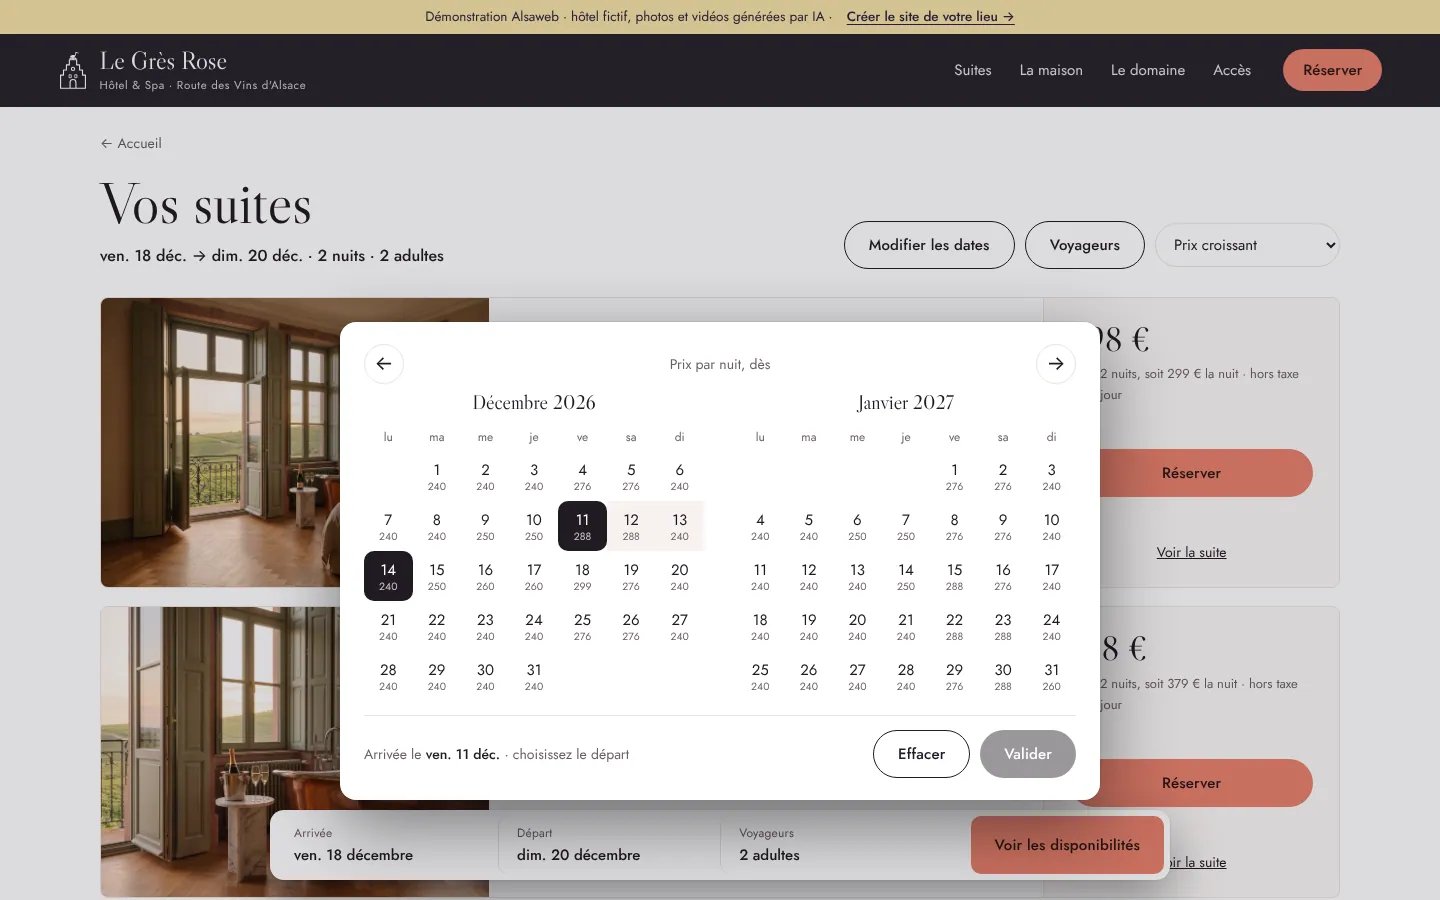 Démonstration Alsaweb · hôtel fictif, photos et vidéos générées par IA · Créer le site de votre lieu →
Le Grès Rose
Hôtel & Spa · Route des Vins d'Alsace
Suites La maison Le domaine Accès Réserver
← Accueil
Vos suites
ven. 18 déc. → dim. 20 déc. · 2 nuits · 2 adultes
Modifier les dates Voyageurs Prix croissant
8 €
2 nuits, soit 299 € la nuit · hors taxe
jour
Réserver
Voir la suite
← Prix par nuit, dès →
Décembre 2026
lu ma me je ve sa di
1 2 3 4 5 6
240 240 240 276 276 240
7 8 9 10 11 12 13
240 240 250 250 288 288 240
14 15 16 17 18 19 20
240 250 260 260 299 276 240
21 22 23 24 25 26 27
240 240 240 240 276 276 240
28 29 30 31
240 240 240 240
Janvier 2027
lu ma me je ve sa di
1 2 3
276 276 240
4 5 6 7 8 9 10
240 240 250 250 276 276 240
11 12 13 14 15 16 17
240 240 240 250 288 276 240
18 19 20 21 22 23 24
240 240 240 240 288 288 240
25 26 27 28 29 30 31
240 240 240 240 276 288 260
Arrivée le ven. 11 déc. · choisissez le départ
Effacer Valider
8 €
2 nuits, soit 379 € la nuit · hors taxe
jour
Réserver
oir la suite
Arrivée
ven. 18 décembre
Départ
dim. 20 décembre
Voyageurs
2 adultes
Voir les disponibilités